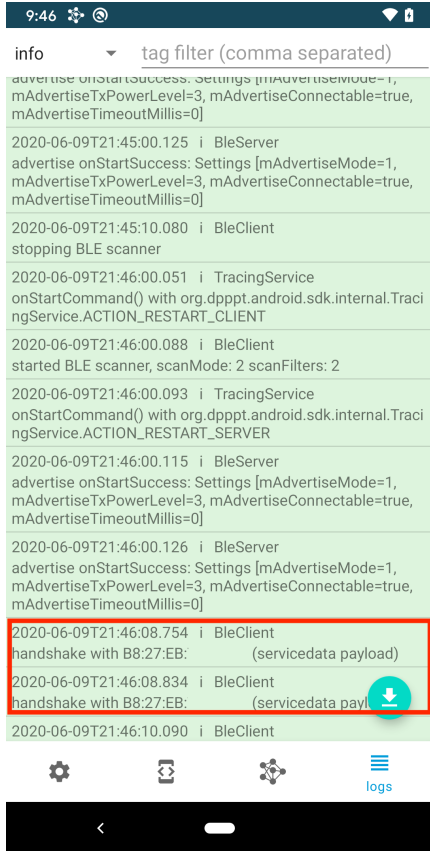 9:46
info
tag filter (comma separated)
advertise onStartSuccess: Settings [mAdvertiseMode=1,
mAdvertiseTxPowerLevel=3, mAdvertiseConnectable=true,
mAdvertiseTimeoutMillis=0]
2020-06-09T21:45:00.125 i BleServer
advertise onStartSuccess: Settings [mAdvertiseMode=1,
mAdvertiseTxPowerLevel=3, mAdvertiseConnectable=true,
mAdvertiseTimeoutMillis=0]
2020-06-09T21:45:10.080 i BleClient
stopping BLE scanner
2020-06-09T21:46:00.051 i TracingService
onStartCommand() with org.dpppt.android.sdk.internal.Traci
ngService.ACTION_RESTART_CLIENT
2020-06-09T21:46:00.088 i BleClient
started BLE scanner, scanMode: 2 scanFilters: 2
2020-06-09T21:46:00.093 i TracingService
onStartCommand() with org.dpppt.android.sdk.internal.Traci
ngService.ACTION_RESTART_SERVER
2020-06-09T21:46:00.115 i BleServer
advertise onStartSuccess: Settings [mAdvertiseMode=1,
mAdvertiseTxPowerLevel=3, mAdvertiseConnectable=true,
mAdvertiseTimeoutMillis=0]
2020-06-09T21:46:00.126 i BleServer
advertise onStartSuccess: Settings [mAdvertiseMode=1,
mAdvertiseTxPowerLevel=3, mAdvertiseConnectable=true,
mAdvertiseTimeoutMillis=0]
2020-06-09T21:46:08.754 i BleClient
handshake with B8:27:EB: (servicedata payload)
2020-06-09T21:46:08.834 i BleClient
handshake with B8:27:EB: (servicedata
2020-06-09T21:46:10.090 i BleClient
logs